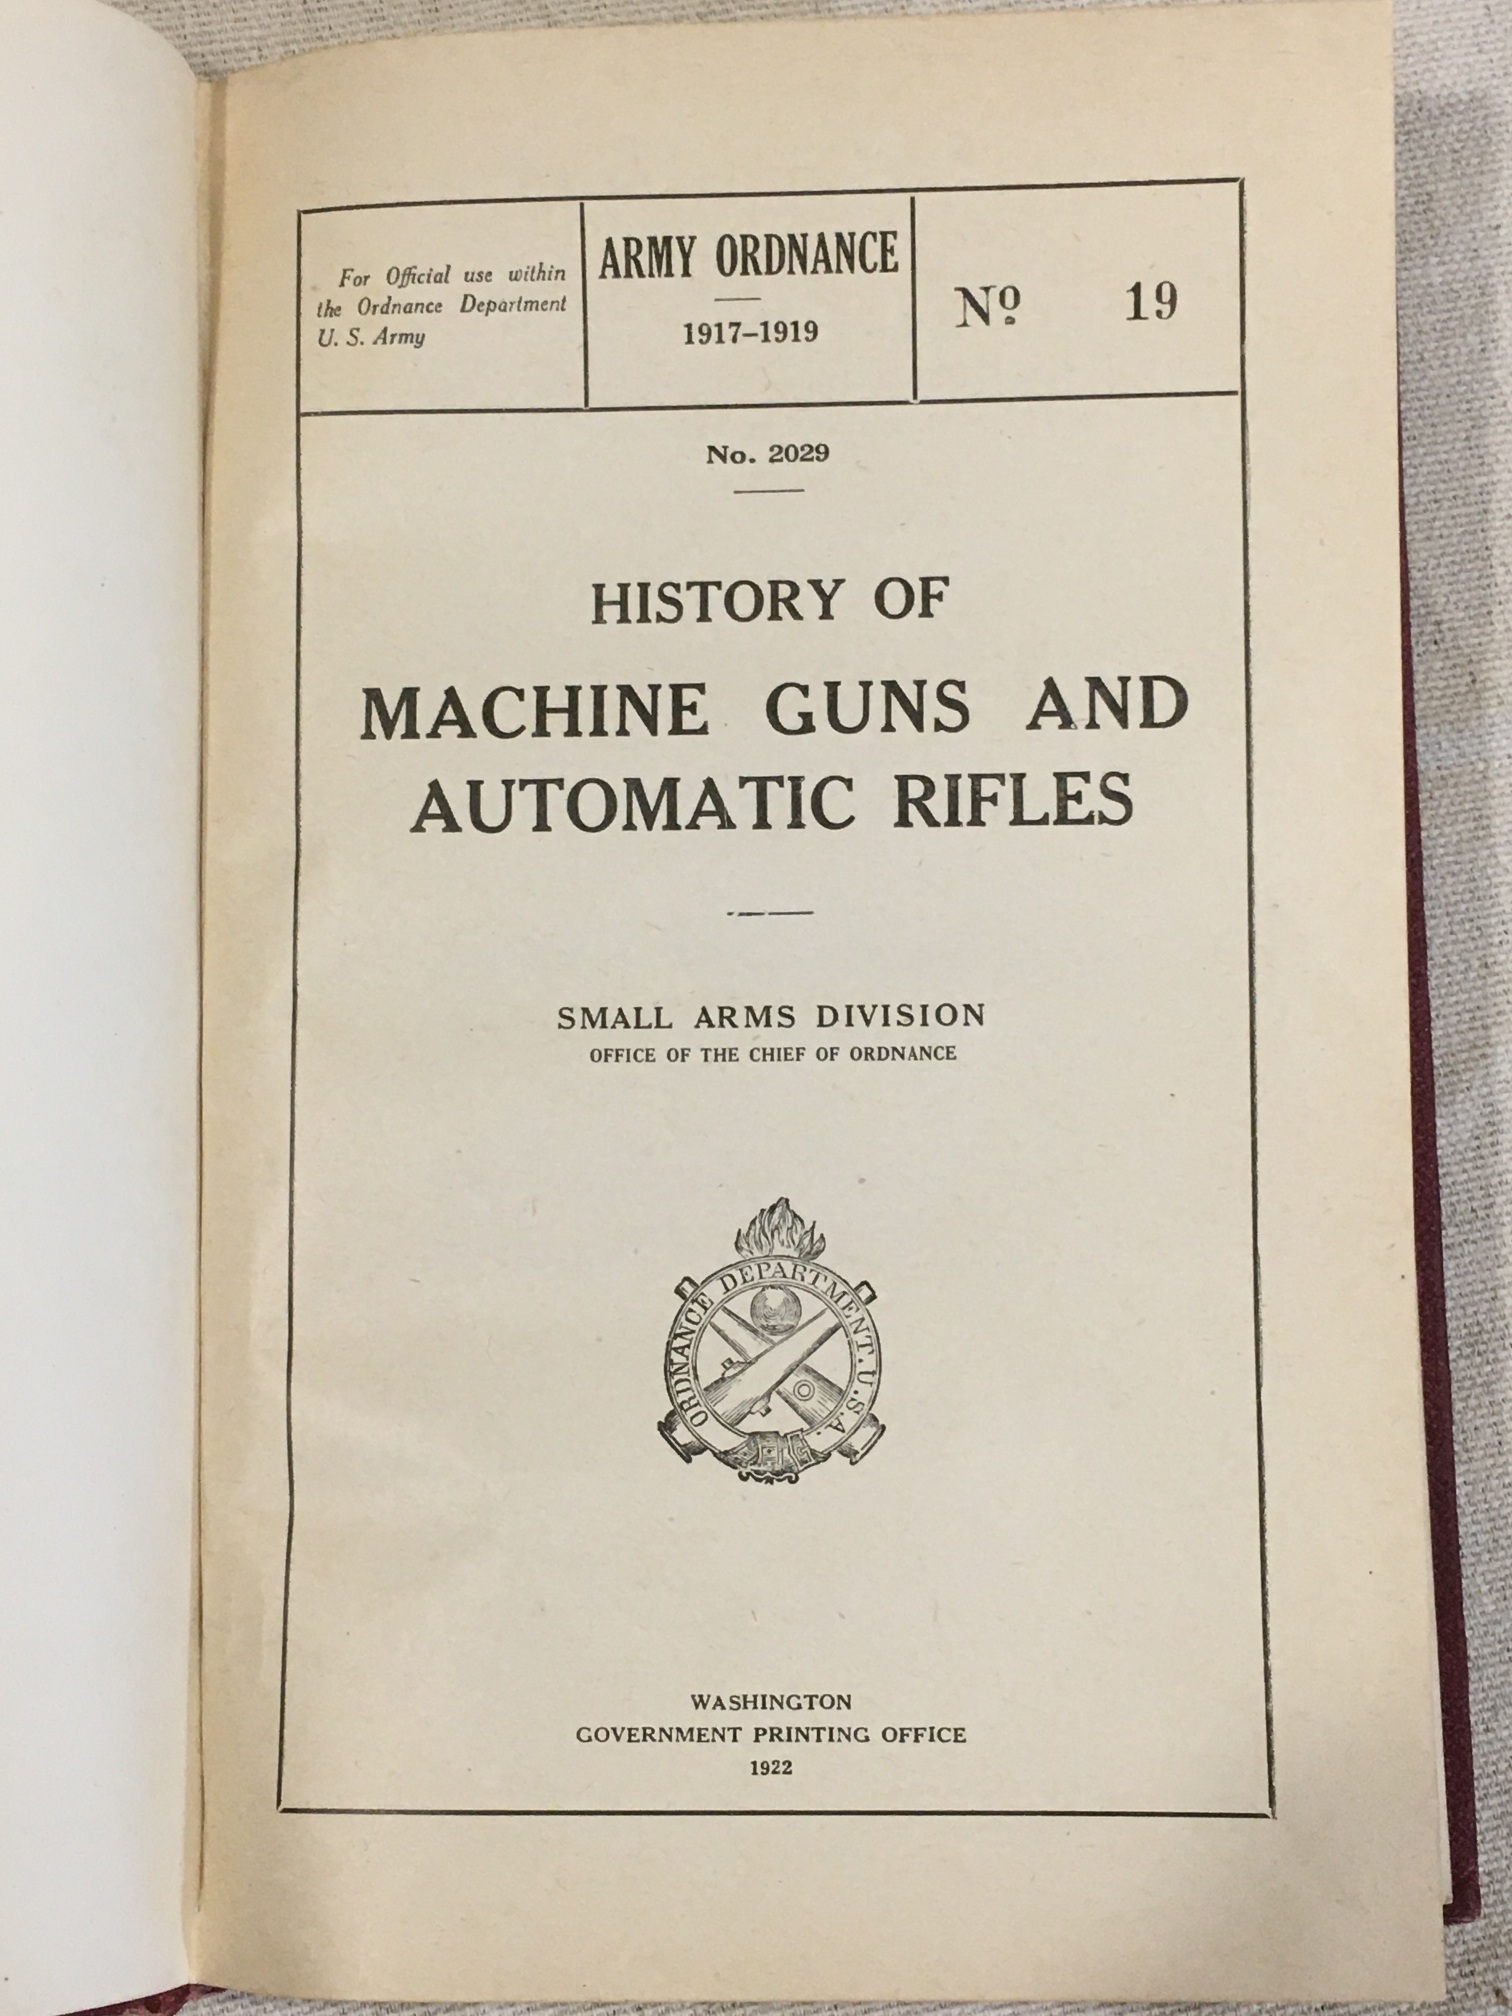 For Official use within
the Ordnance Department
U. S. Army
ARMY ORDNANCE
1917–1919
Nº 19
No. 2029
HISTORY OF
MACHINE GUNS AND
AUTOMATIC RIFLES
SMALL ARMS DIVISION
OFFICE OF THE CHIEF OF ORDNANCE
ORDNANCE DEPARTMENT. U.S.A.
WASHINGTON
GOVERNMENT PRINTING OFFICE
1922